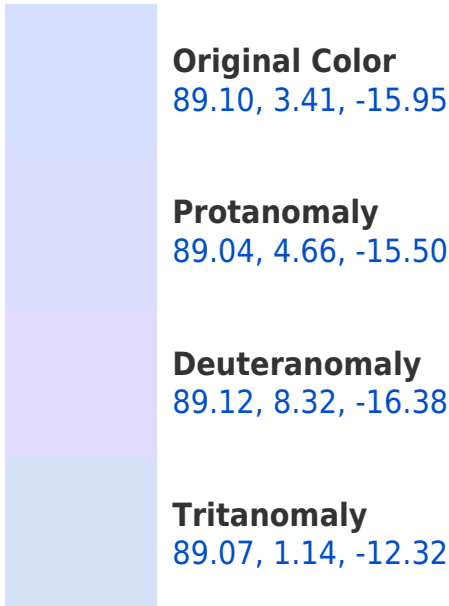 Original Color
89.10, 3.41, -15.95
Protanomaly
89.04, 4.66, -15.50
Deuteranomaly
89.12, 8.32, -16.38
Tritanomaly
89.07, 1.14, -12.32